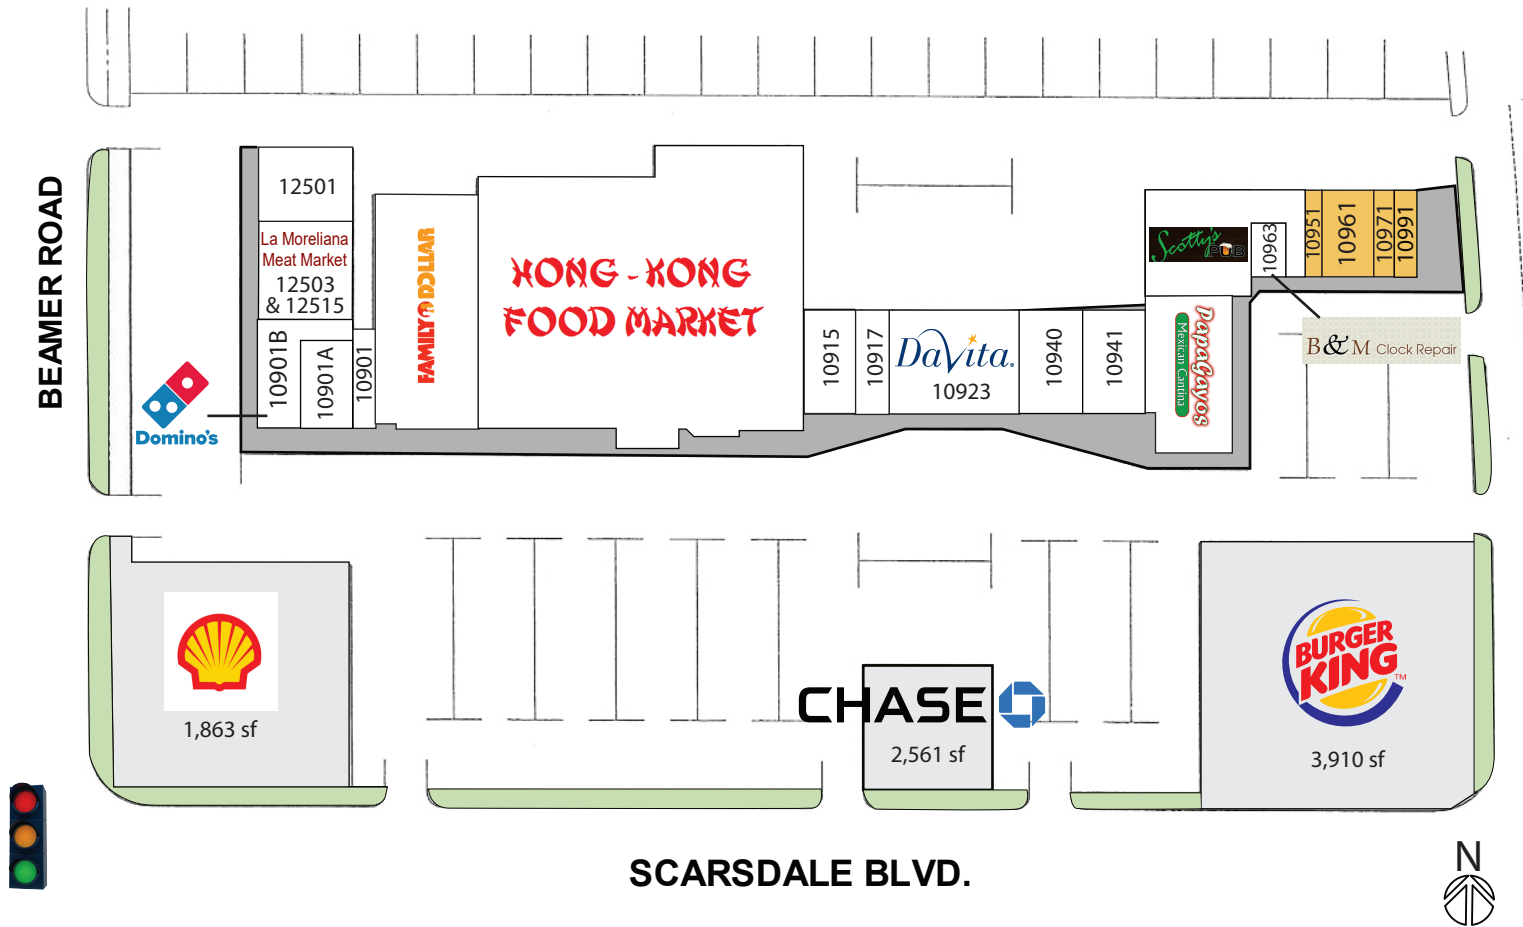 BEAMER ROAD
12501
La Moreliana
Meat Market
12503
& 12515
10901B
10901A
10901
Domino's
FAMILY DOLLAR
HONG - KONG
FOOD MARKET
10915
10917
DaVita.
10923
10940
10941
Scotty's
PUB
10963
10951
10961
10971
10991
PapaGayos
Mexican Cantina
B&M Clock Repair
1,863 sf
CHASE
2,561 sf
BURGER
KING
TM
3,910 sf
SCARSDALE BLVD.
N